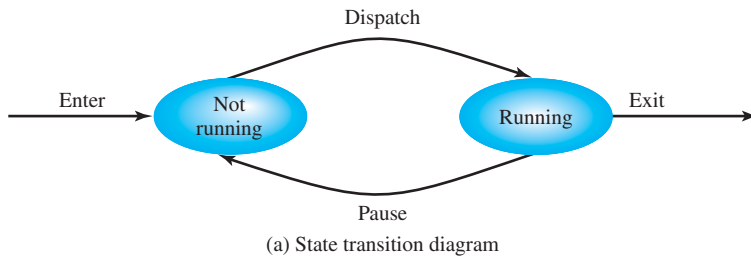 Dispatch
Enter
Not
running
Running
Exit
Pause
(a) State transition diagram